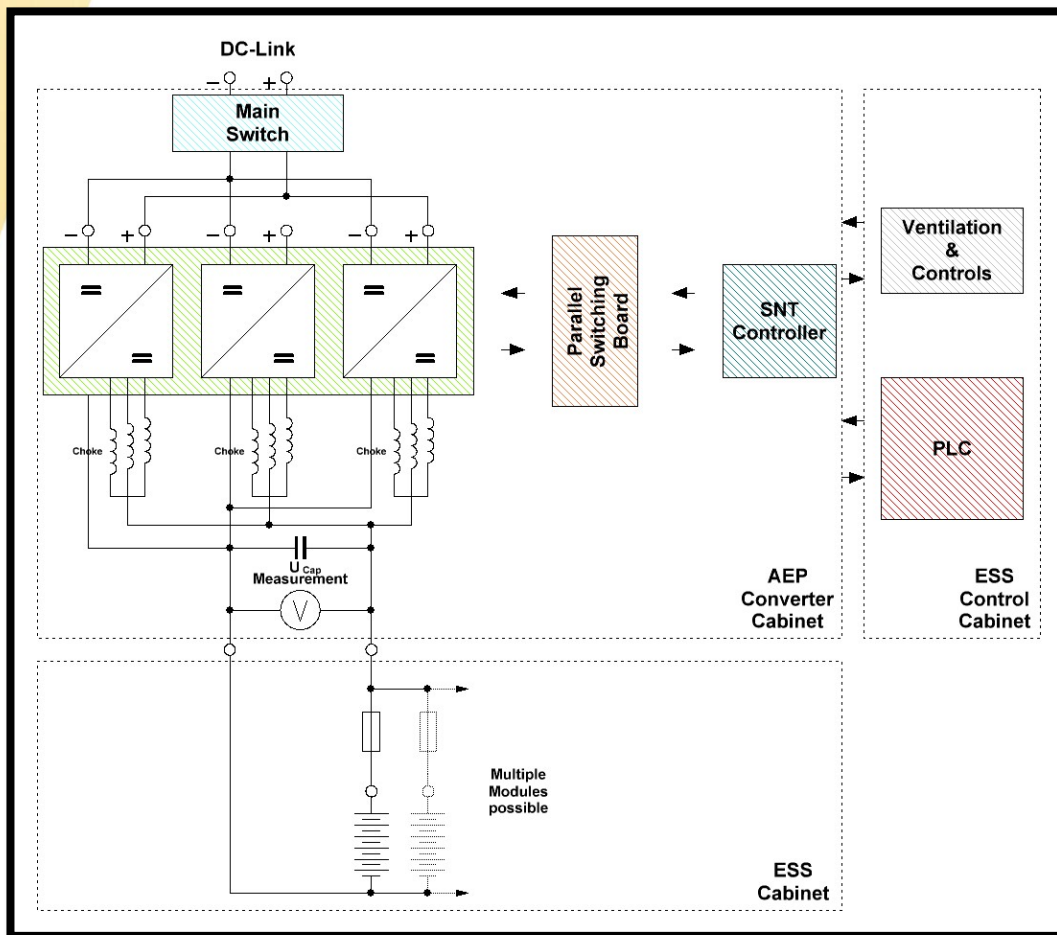 DC-Link
− +
Main
Switch
− + − + − +
Parallel
Switching
Board
SNT
Controller
Ventilation
&
Controls
PLC
Choke Choke Choke
U Cap
Measurement
V
AEP
Converter
Cabinet
ESS
Control
Cabinet
Multiple
Modules
possible
ESS
Cabinet